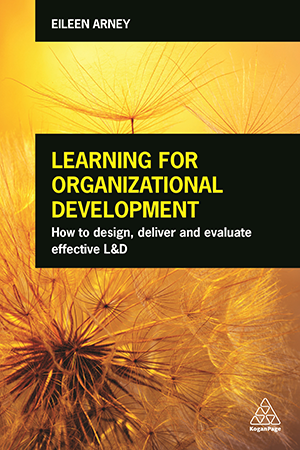 EILEEN ARNEY
LEARNING FOR
ORGANIZATIONAL
DEVELOPMENT
How to design, deliver and evaluate
effective L&D
KoganPage